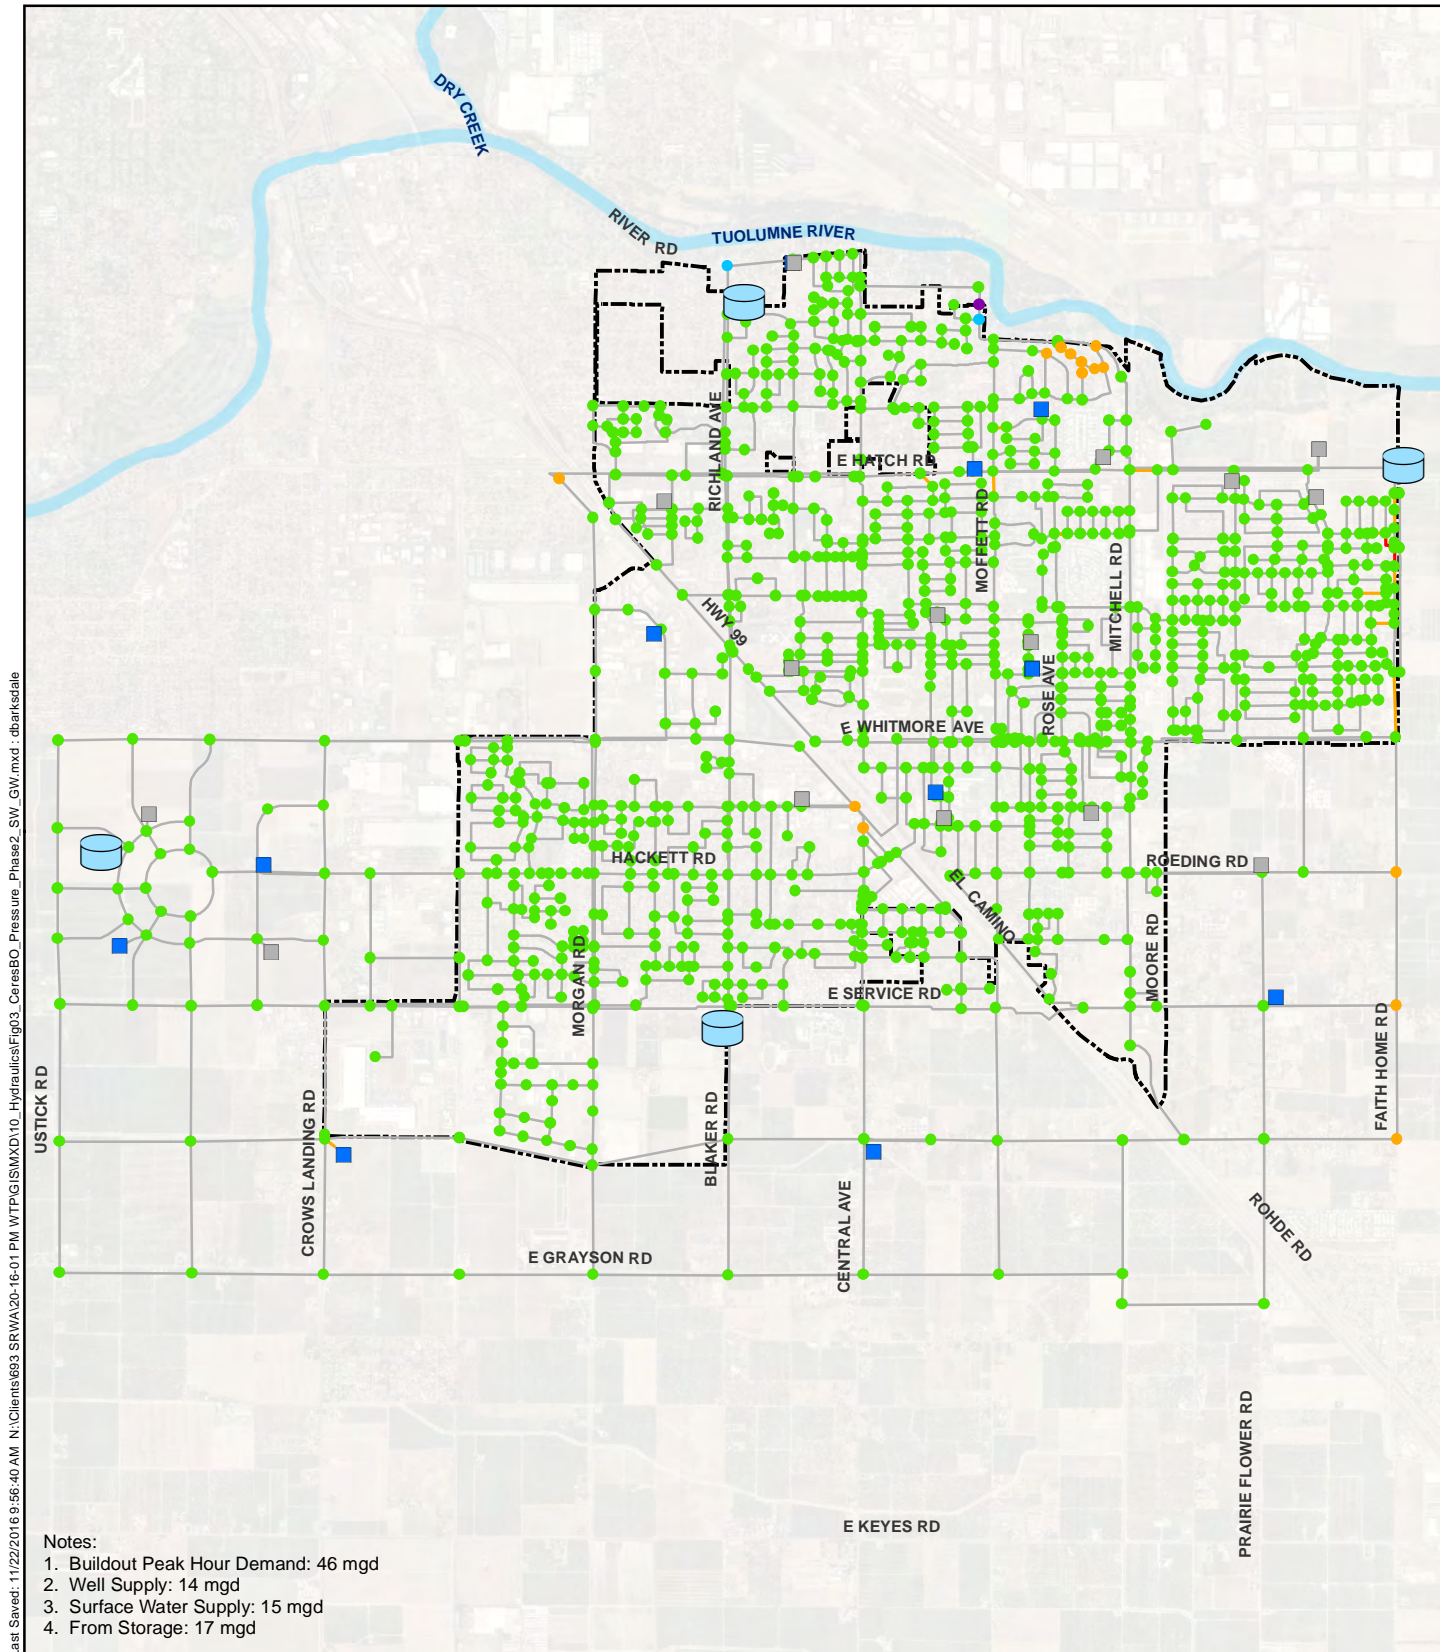 DRY CREEK
RIVER RD
TUOLUMNE RIVER
RICHLAND AVE
E HATCH RD
MOFFETT RD
MITCHELL RD
HWY 99
ROSE AVE
E WHITMORE AVE
HACKETT RD
ROEDING RD
EL CAMINO
MORGAN RD
MOORE RD
E SERVICE RD
FAITH HOME RD
USTICK RD
CROWS LANDING RD
BLAKER RD
CENTRAL AVE
ROHDE RD
E GRAYSON RD
PRAIRIE FLOWER RD
E KEYES RD
Notes:
1. Buildout Peak Hour Demand: 46 mgd
2. Well Supply: 14 mgd
3. Surface Water Supply: 15 mgd
4. From Storage: 17 mgd
Last Saved: 11/22/2016 9:56:40 AM N:\Clients\693 SRWA\20-16-01 PM WTP\GIS\MXD\10_Hydraulics\Fig03_CeresBO_Pressure_Phase2_SW_GW.mxd : dbarksdale